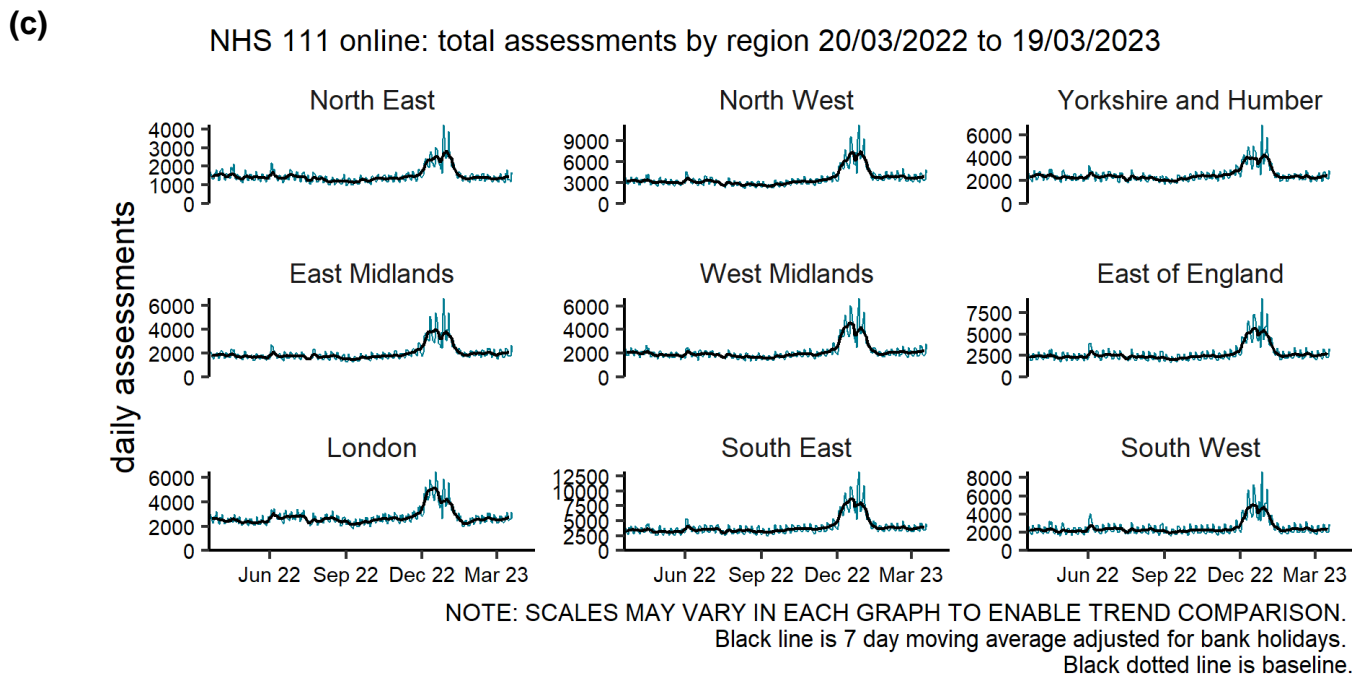 (c)
NHS 111 online: total assessments by region 20/03/2022 to 19/03/2023
daily assessments
North East
4000
3000
2000
1000
0
North West
9000
6000
3000
0
Yorkshire and Humber
6000
4000
2000
0
East Midlands
6000
4000
2000
0
West Midlands
6000
4000
2000
0
East of England
7500
5000
2500
0
London
6000
4000
2000
0
Jun 22 Sep 22 Dec 22 Mar 23
South East
12500
10000
7500
5000
2500
0
Jun 22 Sep 22 Dec 22 Mar 23
South West
8000
6000
4000
2000
0
Jun 22 Sep 22 Dec 22 Mar 23
NOTE: SCALES MAY VARY IN EACH GRAPH TO ENABLE TREND COMPARISON.
Black line is 7 day moving average adjusted for bank holidays.
Black dotted line is baseline.